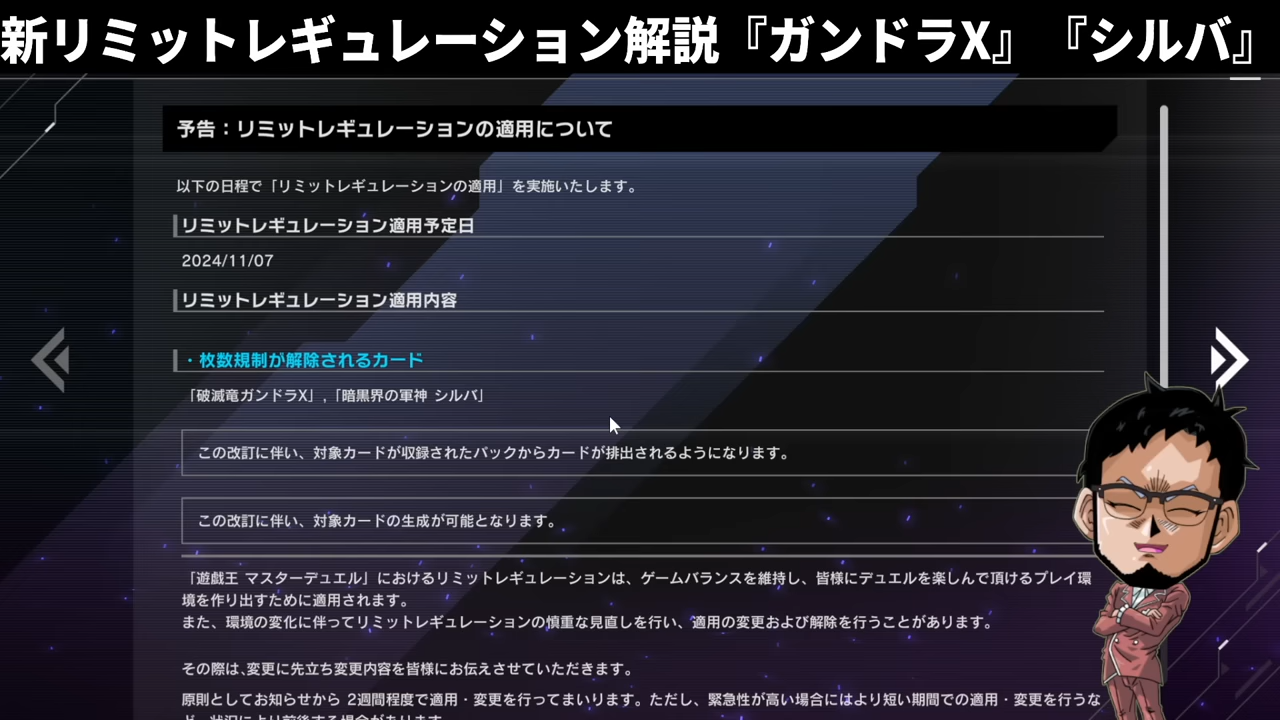 新リミットレギュレーション解説『ガンドラX』『シルバ』
予告：リミットレギュレーションの適用について
以下の日程で「リミットレギュレーションの適用」を実施いたします。
リミットレギュレーション適用予定日
2024/11/07
リミットレギュレーション適用内容
・枚数規制が解除されるカード
「破滅竜ガンドラX」,「暗黒界の軍神 シルバ」
この改訂に伴い、対象カードが収録されたパックからカードが排出されるようになります。
この改訂に伴い、対象カードの生成が可能となります。
「遊戯王 マスターデュエル」におけるリミットレギュレーションは、ゲームバランスを維持し、皆様にデュエルを楽しんで頂けるプレイ環
境を作り出すために適用されます。
また、環境の変化に伴ってリミットレギュレーションの慎重な見直しを行い、適用の変更および解除を行うことがあります。
その際は、変更に先立ち変更内容を皆様にお伝えさせていただきます。
原則としてお知らせから 2週間程度で適用・変更を行ってまいります。ただし、緊急性が高い場合にはより短い期間での適用・変更を行うな
ど、状況により前後する場合があります。